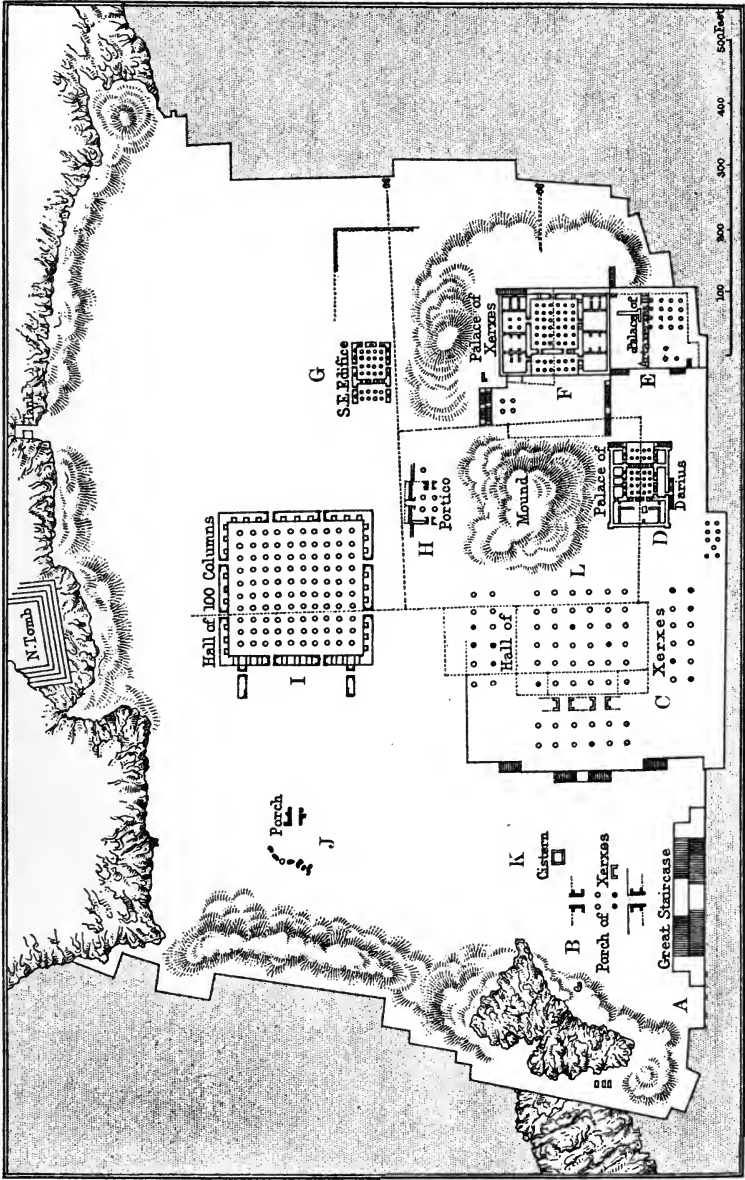 N. Tomb
Tank
Hall of 100 Columns
I
S.E. Edifice
G
Porch
J
H
Portico
Palace of
Xerxes
F
Mound
Palace of
E
Palace of
Darius
D
L
Hall of
Xerxes
C
K
Cistern
B
Porch of Xerxes
Great Staircase
A
100
200
300
400
500 Feet